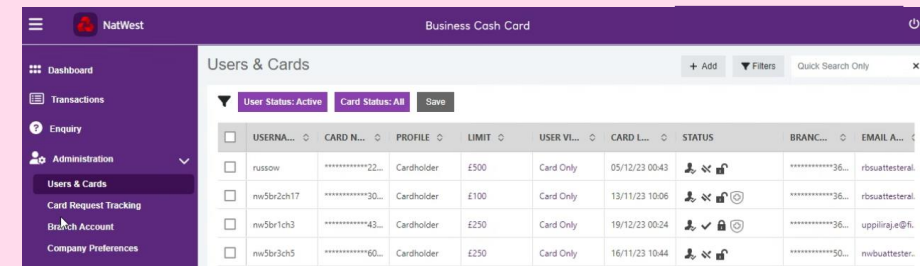 NatWest
Business Cash Card
Dashboard
Transactions
Enquiry
Administration
Users & Cards
Card Request Tracking
Branch Account
Company Preferences
Users & Cards
+ Add
Filters
Quick Search Only
×
User Status: Active
Card Status: All
Save
USERNA... CARD N... PROFILE LIMIT USER VI... CARD L... STATUS BRANC... EMAIL A...
russow ************22... Cardholder £500 Card Only 05/12/23 00:43 ************36... rbsuattesteral.
nw5br2ch17 ************30... Cardholder £100 Card Only 13/11/23 10:06 ************36... rbsuattesteral.
nw5br1ch3 ************43... Cardholder £250 Card Only 19/12/23 00:24 ************36... uppiliraj.e@fi.
nw5br3ch5 ************60... Cardholder £250 Card Only 16/11/23 10:44 ************50... nwbuattester.